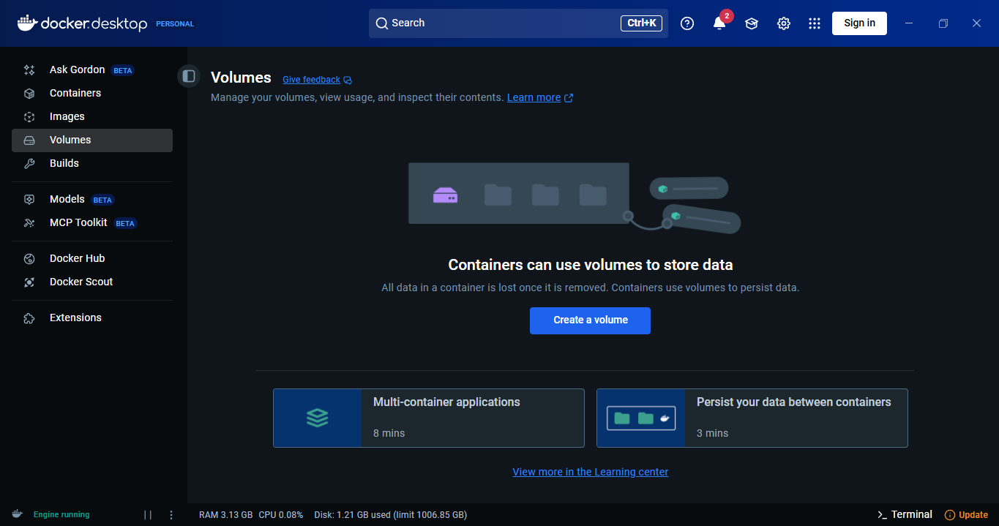 docker.desktop PERSONAL
Search Ctrl+K
2
Sign in
Ask Gordon BETA
Containers
Images
Volumes
Builds
Models BETA
MCP Toolkit BETA
Docker Hub
Docker Scout
Extensions
Volumes Give feedback
Manage your volumes, view usage, and inspect their contents. Learn more
Containers can use volumes to store data
All data in a container is lost once it is removed. Containers use volumes to persist data.
Create a volume
Multi-container applications
8 mins
Persist your data between containers
3 mins
View more in the Learning center
Engine running
RAM 3.13 GB CPU 0.08% Disk: 1.21 GB used (limit 1006.85 GB)
Terminal
Update